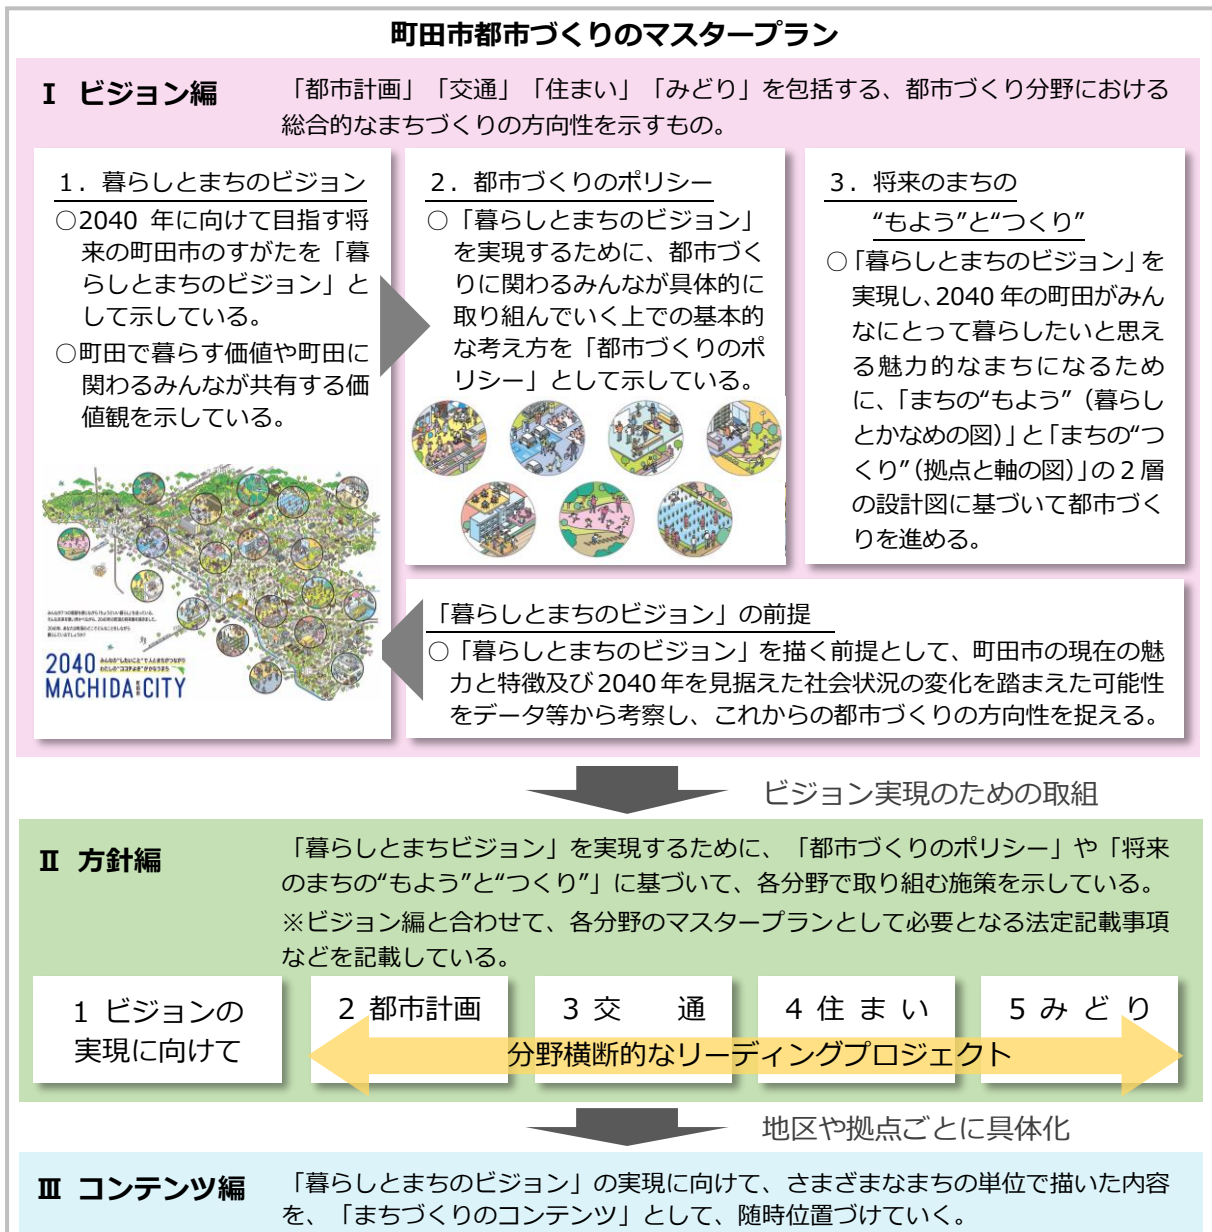 町田市都市づくりのマスタープラン
Ⅰ ビジョン編
「都市計画」「交通」「住まい」「みどり」を包括する、都市づくり分野における
総合的なまちづくりの方向性を示すもの。
１．暮らしとまちのビジョン
○2040 年に向けて目指す将
来の町田市のすがたを「暮
らしとまちのビジョン」と
して示している。
○町田で暮らす価値や町田に
関わるみんなが共有する価
値観を示している。
2040 みんなの“したいこと”で人とまちがつながり
わたしの“ココチよさ”がかなうまち
MACHIDA CITY
２．都市づくりのポリシー
○「暮らしとまちのビジョン」
を実現するために、都市づく
りに関わるみんなが具体的に
取り組んでいく上での基本的
な考え方を「都市づくりのポ
リシー」として示している。
３．将来のまちの
“もよう”と“つくり”
○「暮らしとまちのビジョン」を
実現し、2040 年の町田がみん
なにとって暮らしたいと思え
る魅力的なまちになるため
に、「まちの“もよう”（暮らし
とかなめの図）」と「まちの“つ
くり”（拠点と軸の図）」の２層
の設計図に基づいて都市づく
りを進める。
「暮らしとまちのビジョン」の前提
○「暮らしとまちのビジョン」を描く前提として、町田市の現在の魅
力と特徴及び 2040 年を見据えた社会状況の変化を踏まえた可能性
をデータ等から考察し、これからの都市づくりの方向性を捉える。
ビジョン実現のための取組
Ⅱ 方針編
「暮らしとまちビジョン」を実現するために、「都市づくりのポリシー」や「将来
のまちの“もよう”と“つくり”」に基づいて、各分野で取り組む施策を示している。
※ビジョン編と合わせて、各分野のマスタープランとして必要となる法定記載事項
などを記載している。
1 ビジョンの
実現に向けて
2 都市計画
3 交　　通
4 住 ま い
5 み ど り
分野横断的なリーディングプロジェクト
地区や拠点ごとに具体化
Ⅲ コンテンツ編
「暮らしとまちのビジョン」の実現に向けて、さまざまなまちの単位で描いた内容
を、「まちづくりのコンテンツ」として、随時位置づけていく。